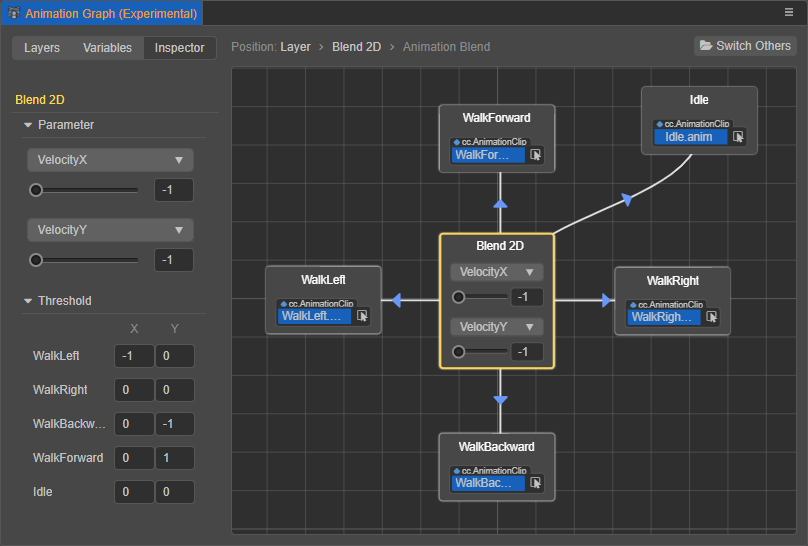 Animation Graph (Experimental)
Layers Variables Inspector
Position: Layer > Blend 2D > Animation Blend
Switch Others
Blend 2D
Parameter
VelocityX
-1
VelocityY
-1
Threshold
X Y
WalkLeft -1 0
WalkRight 0 0
WalkBackw... 0 -1
WalkForward 0 1
Idle 0 0
WalkForward
cc.AnimationClip
WalkFor...
Idle
cc.AnimationClip
Idle.anim
Blend 2D
VelocityX
-1
VelocityY
-1
WalkLeft
cc.AnimationClip
WalkLeft....
WalkRight
cc.AnimationClip
WalkRigh...
WalkBackward
cc.AnimationClip
WalkBac...